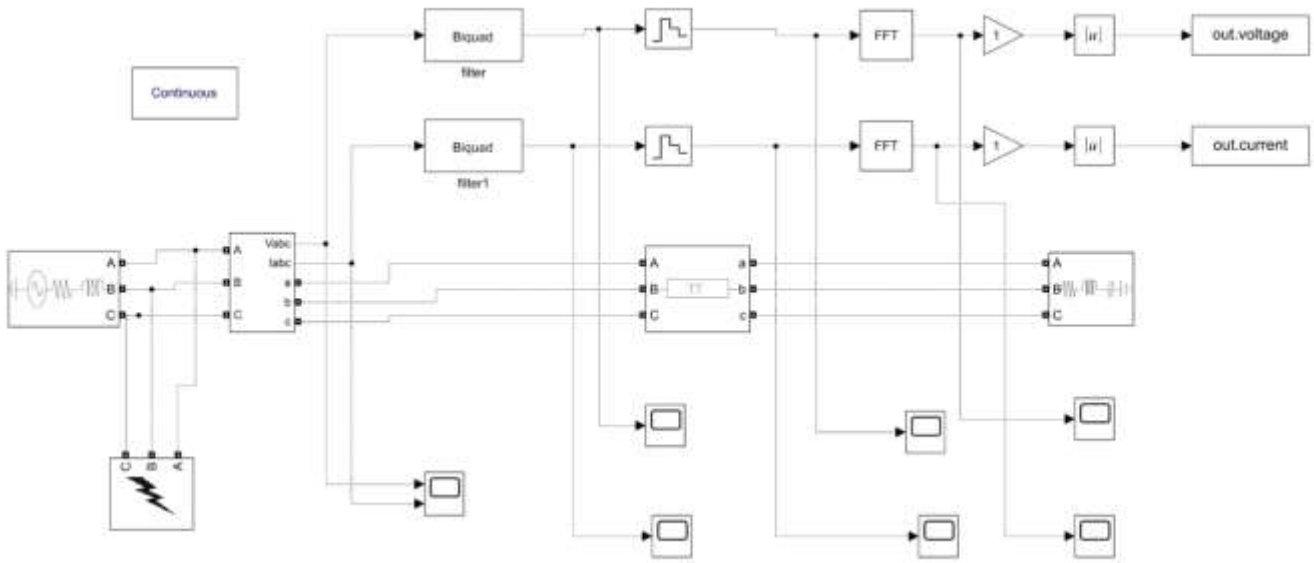 Biquad
filter
FFT
1
|u|
out.voltage
Continuous
Biquad
filter1
FFT
1
|u|
out.current
A
B
C
A
B
C
Vabc
Iabc
a
b
c
A
B
C
a
b
c
A
B
C
C
B
A